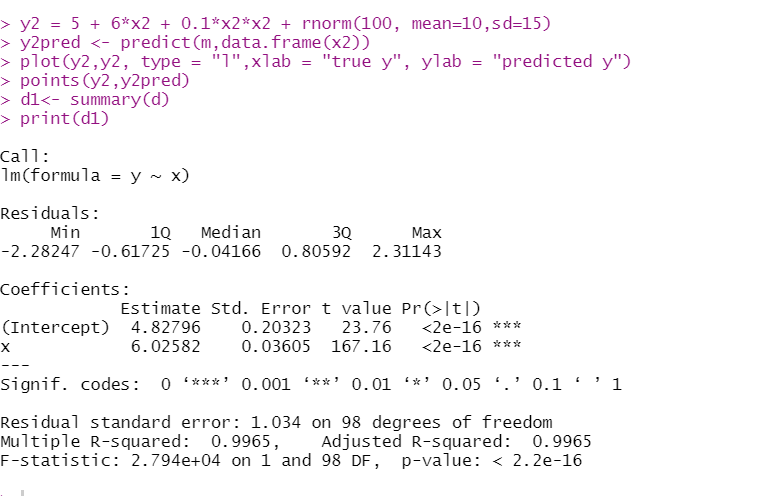 > y2 = 5 + 6*x2 + 0.1*x2*x2 + rnorm(100, mean=10,sd=15)
> y2pred <- predict(m,data.frame(x2))
> plot(y2,y2, type = "l",xlab = "true y", ylab = "predicted y")
> points(y2,y2pred)
> d1<- summary(d)
> print(d1)

Call:
lm(formula = y ~ x)

Residuals:
     Min       1Q   Median       3Q      Max
-2.28247 -0.61725 -0.04166  0.80592  2.31143

Coefficients:
            Estimate Std. Error t value Pr(>|t|)
(Intercept)  4.82796    0.20323   23.76   <2e-16 ***
x            6.02582    0.03605  167.16   <2e-16 ***
---
Signif. codes:  0 ‘***’ 0.001 ‘**’ 0.01 ‘*’ 0.05 ‘.’ 0.1 ‘ ’ 1

Residual standard error: 1.034 on 98 degrees of freedom
Multiple R-squared:  0.9965,    Adjusted R-squared:  0.9965
F-statistic: 2.794e+04 on 1 and 98 DF,  p-value: < 2.2e-16